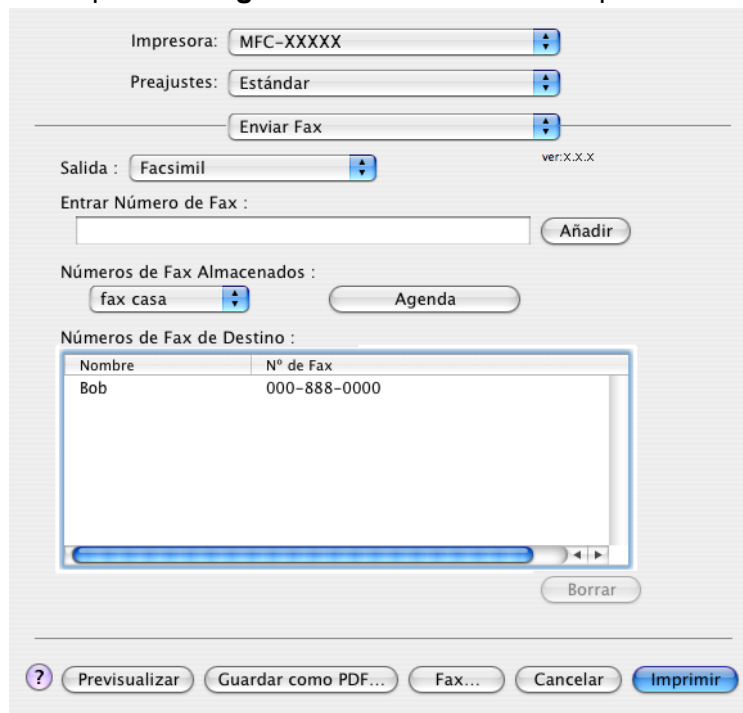 Impresora: MFC-XXXXX
Preajustes: Estándar
Enviar Fax
ver:X.X.X
Salida : Facsimil
Entrar Número de Fax :
Añadir
Números de Fax Almacenados :
fax casa Agenda
Números de Fax de Destino :
Nombre Nº de Fax
Bob 000-888-0000
Borrar
? Previsualizar Guardar como PDF... Fax... Cancelar Imprimir